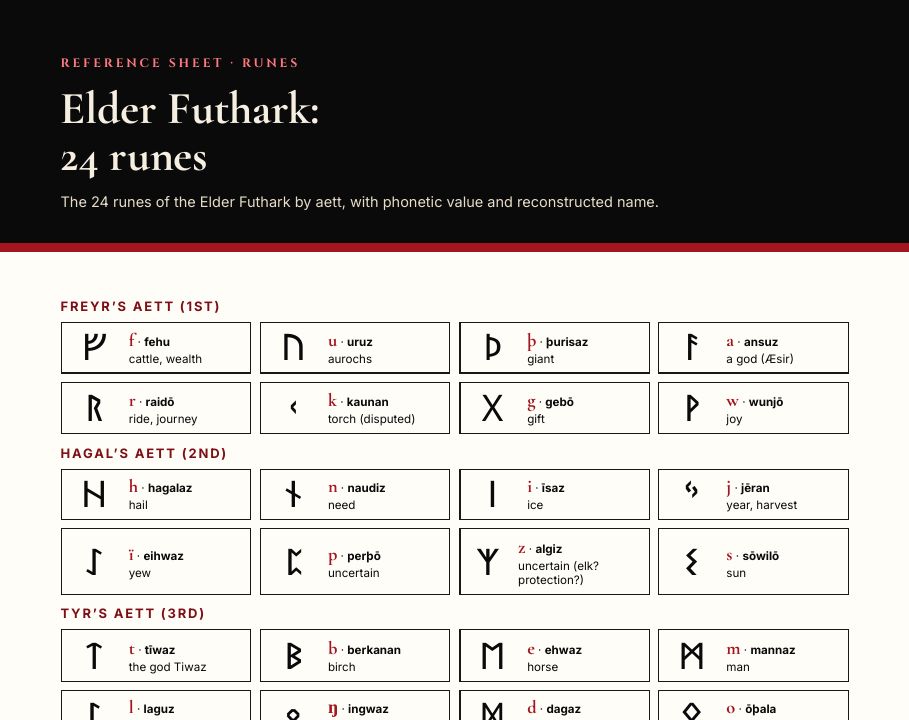 REFERENCE SHEET · RUNES
Elder Futhark:
24 runes
The 24 runes of the Elder Futhark by aett, with phonetic value and reconstructed name.
FREYR’S AETT (1ST)
ᚠ f · fehu
cattle, wealth
ᚢ u · uruz
aurochs
ᚦ þ · þurisaz
giant
ᚨ a · ansuz
a god (Æsir)
ᚱ r · raidō
ride, journey
ᚲ k · kaunan
torch (disputed)
ᚷ g · gebō
gift
ᚹ w · wunjō
joy
HAGAL’S AETT (2ND)
ᚺ h · hagalaz
hail
ᚾ n · naudiz
need
ᛁ i · īsaz
ice
ᛃ j · jēran
year, harvest
ᛇ ï · eihwaz
yew
ᛈ p · perþō
uncertain
ᛉ z · algiz
uncertain (elk?
protection?)
ᛊ s · sōwilō
sun
TYR’S AETT (3RD)
ᛏ t · tīwaz
the god Tiwaz
ᛒ b · berkanan
birch
ᛖ e · ehwaz
horse
ᛗ m · mannaz
man
ᛚ l · laguz
ᛜ ŋ · ingwaz
ᛞ d · dagaz
ᛟ o · ōþala